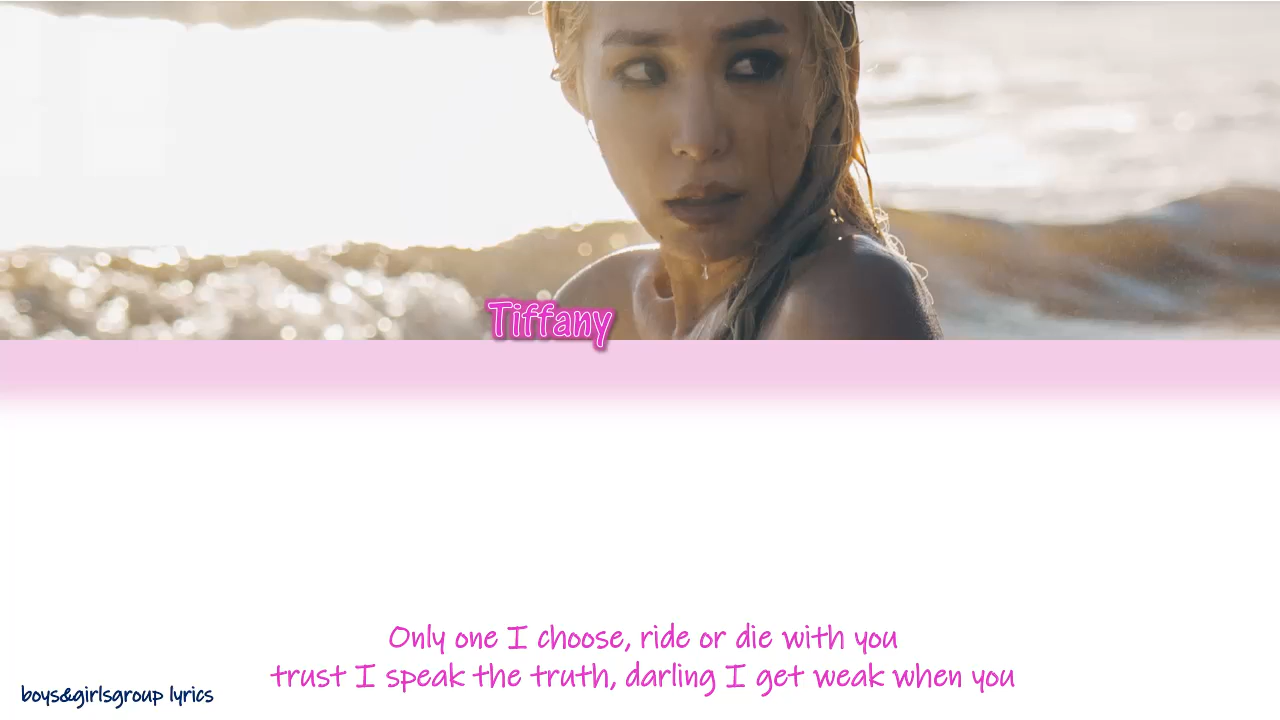 Tiffany
Only one I choose, ride or die with you
trust I speak the truth, darling I get weak when you
boys&girlsgroup lyrics